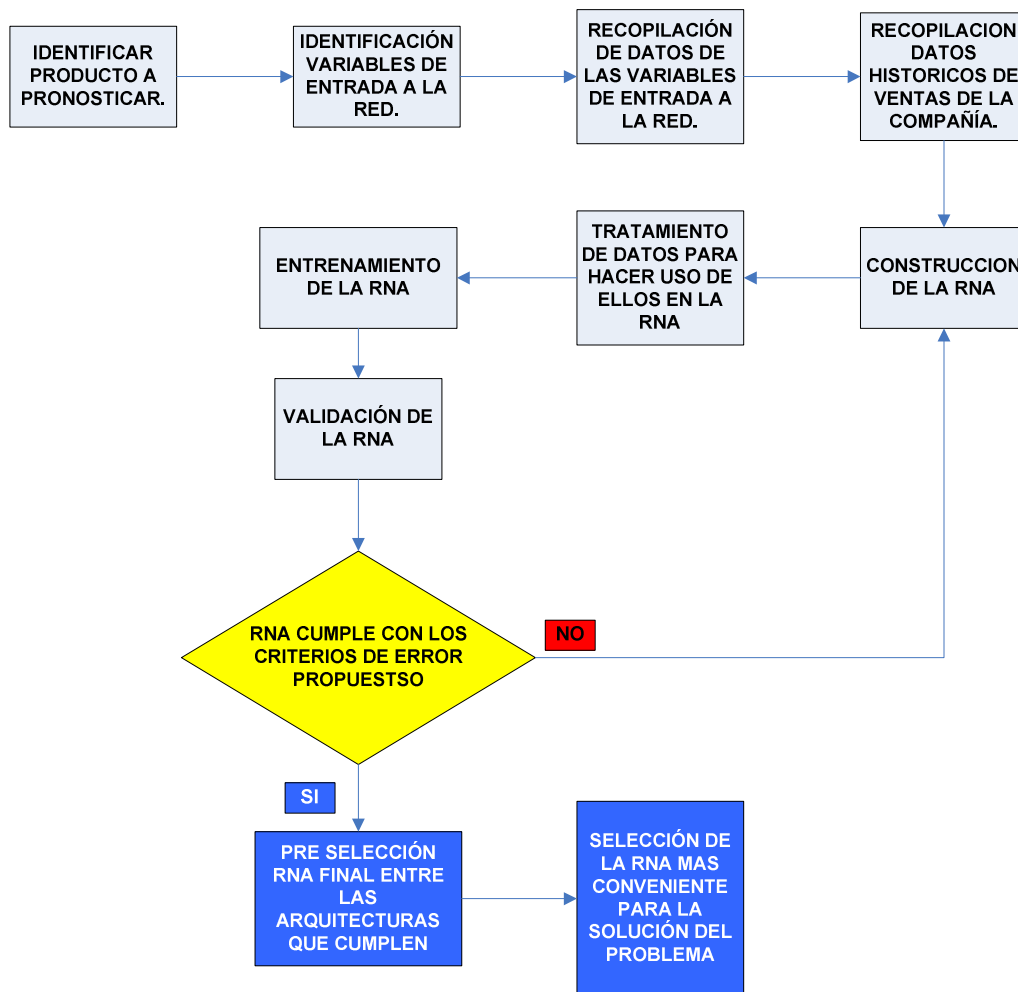 IDENTIFICAR
PRODUCTO A
PRONOSTICAR.
IDENTIFICACIÓN
VARIABLES DE
ENTRADA A LA
RED.
RECOPILACIÓN
DE DATOS DE
LAS VARIABLES
DE ENTRADA A
LA RED.
RECOPILACION
DATOS
HISTORICOS DE
VENTAS DE LA
COMPAÑÍA.
CONSTRUCCION
DE LA RNA
TRATAMIENTO
DE DATOS PARA
HACER USO DE
ELLOS EN LA
RNA
ENTRENAMIENTO
DE LA RNA
VALIDACIÓN DE
LA RNA
RNA CUMPLE CON LOS
CRITERIOS DE ERROR
PROPUESTSO
NO
SI
PRE SELECCIÓN
RNA FINAL ENTRE
LAS
ARQUITECTURAS
QUE CUMPLEN
SELECCIÓN DE
LA RNA MAS
CONVENIENTE
PARA LA
SOLUCIÓN DEL
PROBLEMA